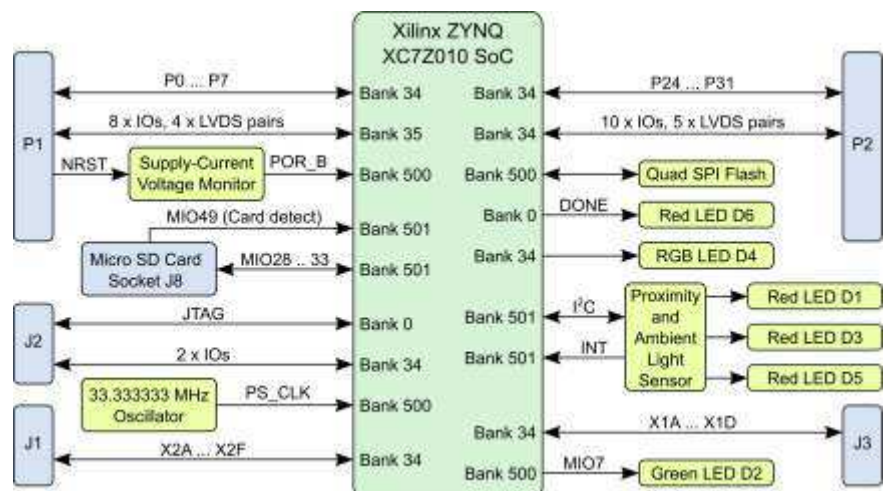 Xilinx ZYNQ
XC7Z010 SoC
P1
P0 ... P7
Bank 34
8 x IOs, 4 x LVDS pairs
Bank 35
NRST
Supply-Current
Voltage Monitor
POR_B
Bank 500
MIO49 (Card detect)
Bank 501
Micro SD Card
Socket J8
MIO28 .. 33
Bank 501
J2
JTAG
Bank 0
2 x IOs
Bank 34
33.333333 MHz
Oscillator
PS_CLK
Bank 500
J1
X2A ... X2F
Bank 34
Bank 34
P24 ... P31
P2
Bank 34
10 x IOs, 5 x LVDS pairs
Bank 500
Quad SPI Flash
Bank 0
DONE
Red LED D6
Bank 34
RGB LED D4
Bank 501
I²C
Bank 501
INT
Proximity
and
Ambient
Light
Sensor
Red LED D1
Red LED D3
Red LED D5
Bank 34
X1A ... X1D
J3
Bank 500
MIO7
Green LED D2